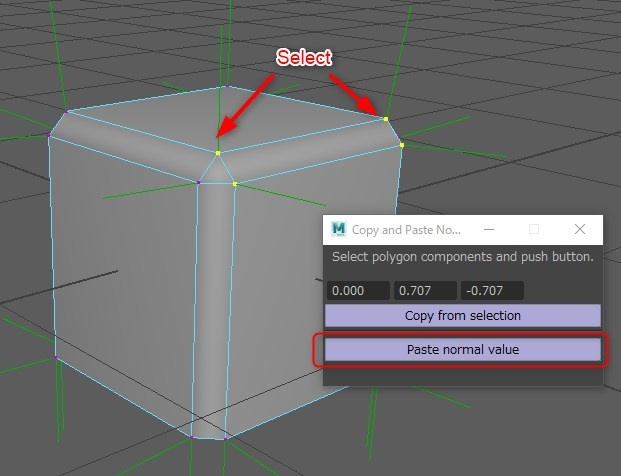 Select
Copy and Paste No...
Select polygon components and push button.
0.000 0.707 -0.707
Copy from selection
Paste normal value